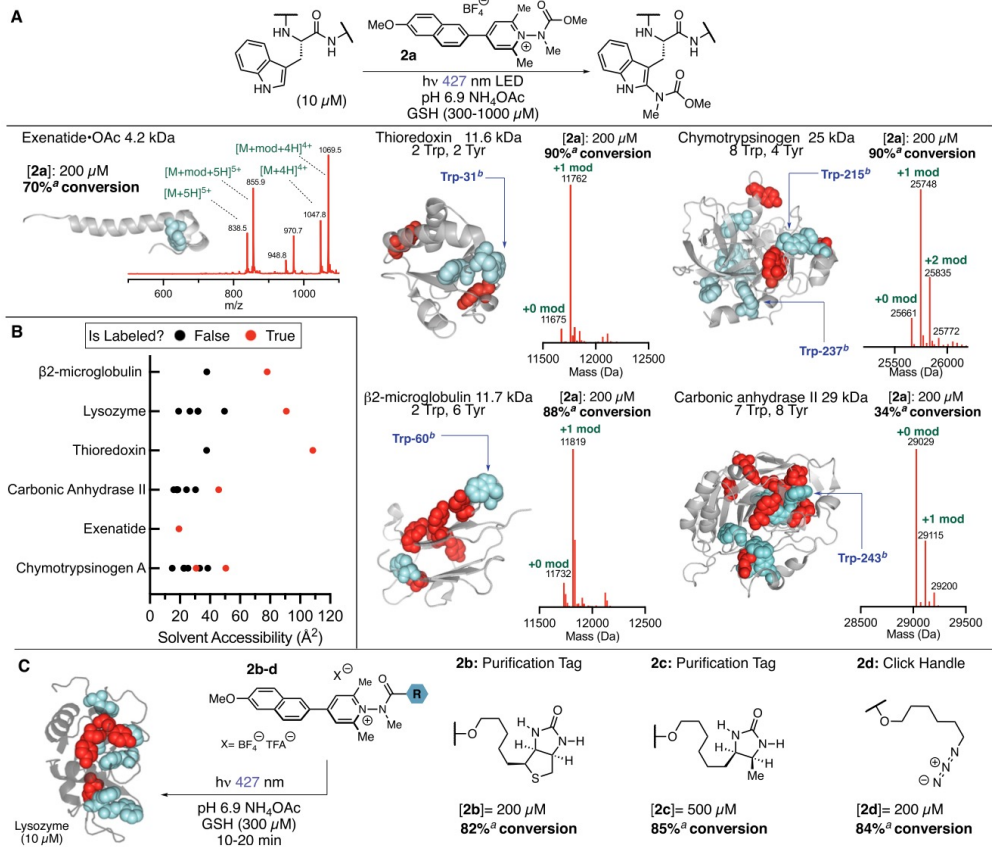 A
HN
O
N
H
HN
(10 µM)
MeO
BF4⊖
Me
O
OMe
N
N
⊕
Me
Me
2a
hν 427 nm LED
pH 6.9 NH4OAc
GSH (300-1000 µM)
HN
O
N
H
HN
N
Me
O
OMe
Exenatide•OAc 4.2 kDa
[2a]: 200 µM
70%a conversion
[M+5H]5+
[M+mod+5H]5+
[M+4H]4+
[M+mod+4H]4+
838.5
855.9
948.8
970.7
1047.8
1069.5
600
800
1000
m/z
Thioredoxin 11.6 kDa
2 Trp, 2 Tyr
[2a]: 200 µM
90%a conversion
+1 mod
11762
Trp-31b
+0 mod
11675
11500 12000 12500
Mass (Da)
Chymotrypsinogen 25 kDa
8 Trp, 4 Tyr
[2a]: 200 µM
90%a conversion
+1 mod
25748
Trp-215b
+2 mod
25835
+0 mod
25661
25772
Trp-237b
25500 26000
Mass (Da)
B
Is Labeled? False True
β2-microglobulin
Lysozyme
Thioredoxin
Carbonic Anhydrase II
Exenatide
Chymotrypsinogen A
0 20 40 60 80 100 120
Solvent Accessibility (Å2)
β2-microglobulin 11.7 kDa
2 Trp, 6 Tyr
[2a]: 200 µM
88%a conversion
+1 mod
11819
Trp-60b
+0 mod
11732
11500 12000 12500
Mass (Da)
Carbonic anhydrase II 29 kDa
7 Trp, 8 Tyr
[2a]: 200 µM
34%a conversion
+0 mod
29029
+1 mod
29115
29200
Trp-243b
28500 29000 29500
Mass (Da)
C
Lysozyme
(10 µM)
2b-d
X⊖
MeO
Me
O
R
N
N
⊕
Me
Me
X= BF4⊖ TFA⊖
hν 427 nm
pH 6.9 NH4OAc
GSH (300 µM)
10-20 min
2b: Purification Tag
O
O
H
N
N
H
H
H
S
[2b]= 200 µM
82%a conversion
2c: Purification Tag
O
O
H
N
N
H
H
H
Me
[2c]= 500 µM
85%a conversion
2d: Click Handle
O
N
N
N
⊕
⊖
[2d]= 200 µM
84%a conversion